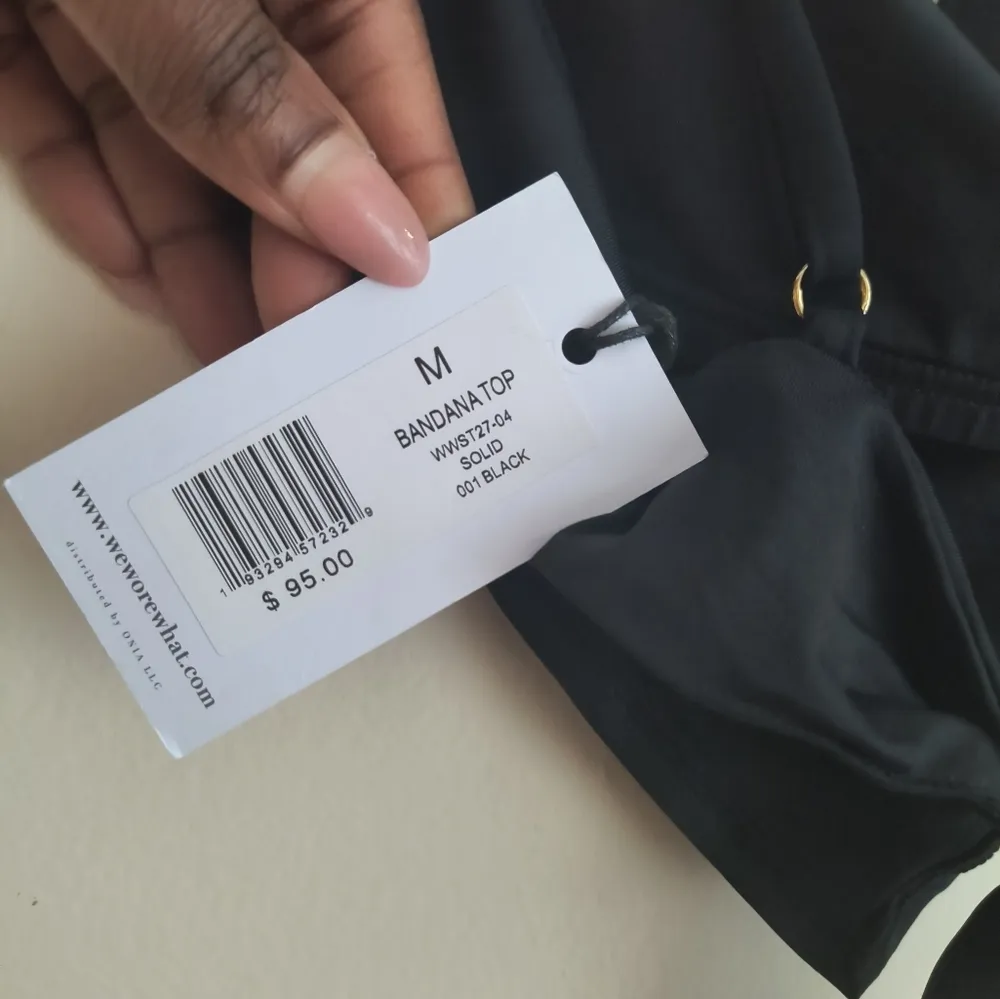 M
BANDANA TOP
WWST27-04
SOLID
001 BLACK
1 93294 57232 9
$ 95.00
www.weworewhat.com
distributed by ONIA LLC